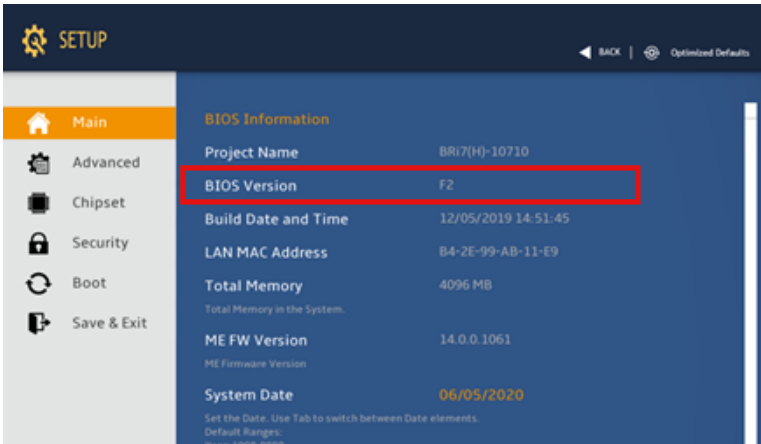 SETUP
BACK | Optimized Defaults
Main
Advanced
Chipset
Security
Boot
Save & Exit
BIOS Information
Project Name BRi7(H)-10710
BIOS Version F2
Build Date and Time 12/05/2019 14:51:45
LAN MAC Address B4-2E-99-AB-11-E9
Total Memory 4096 MB
Total Memory in the System.
ME FW Version 14.0.0.1061
ME Firmware Version
System Date 06/05/2020
Set the Date. Use Tab to switch between Date elements.
Default Ranges: